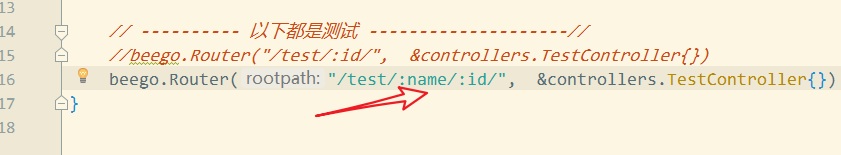 13
14 // ---------- 以下都是测试 --------------------//
15 //beego.Router("/test/:id/", &controllers.TestController{})
16 beego.Router( rootpath: "/test/:name/:id/", &controllers.TestController{})
17 }
18